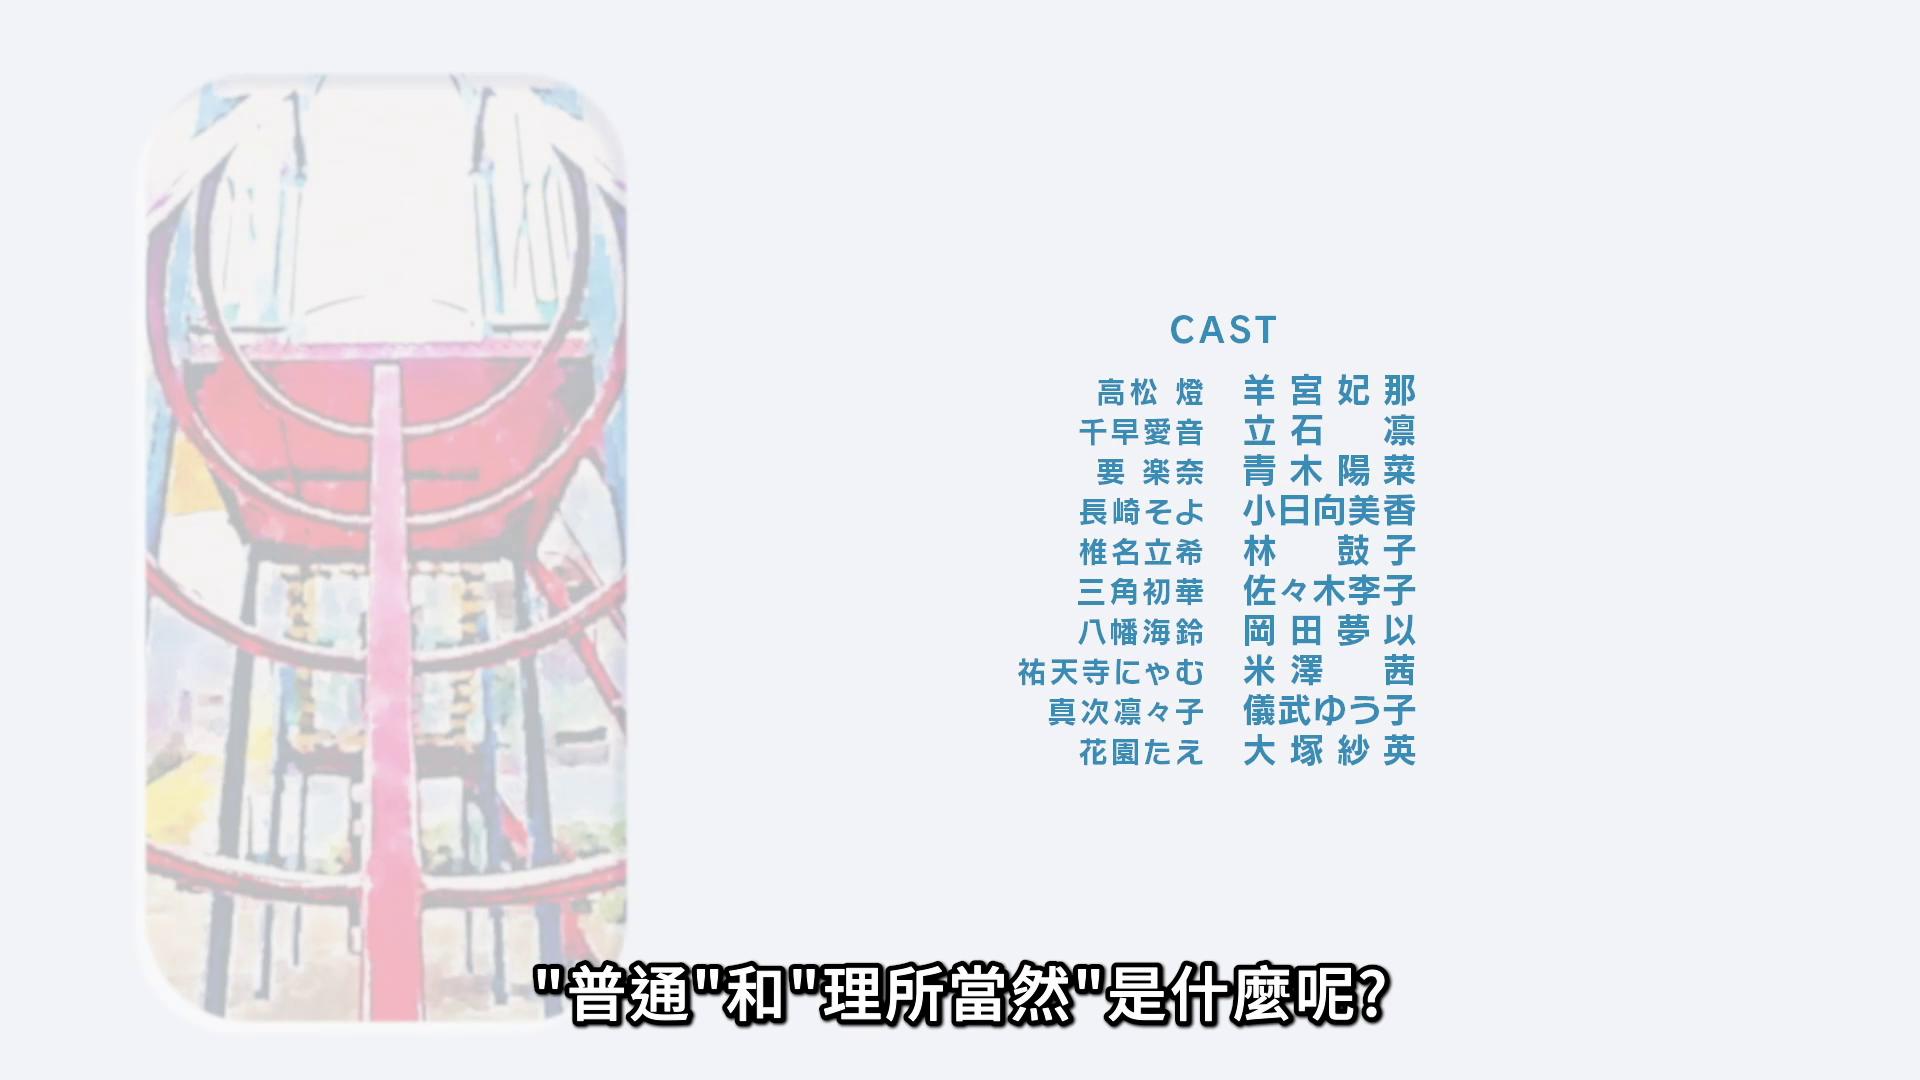 CAST
高松 燈 羊宮妃那
千早愛音 立石 凛
要 楽奈 青木陽菜
長崎そよ 小日向美香
椎名立希 林 鼓子
三角初華 佐々木李子
八幡海鈴 岡田夢以
祐天寺にゃむ 米澤 茜
真次凛々子 儀武ゆう子
花園たえ 大塚紗英
"普通"和"理所當然"是什麼呢?